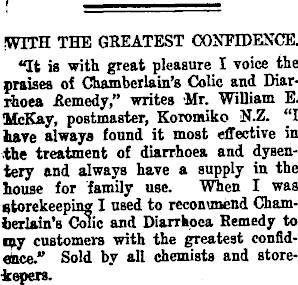 WITH THE GREATEST CONFIDENCE.
"It is with great pleasure I voice the
praises of Chamberlain's Colic and Diar-
rhoea Remedy," writes Mr. William E.
McKay, postmaster, Koromiko N.Z. "I
have always found it most effective in
the treatment of diarrhoea and dysen-
tery and always have a supply in the
house for family use. When I was
storekeeping I used to recommend Cham-
berlain's Colic and Diarrhoea Remedy to
my customers with the greatest confid-
ence." Sold by all chemists and store-
kepers.